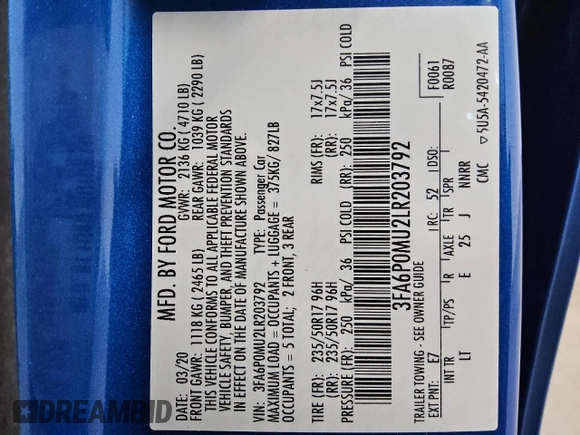 MFD. BY FORD MOTOR CO.
DATE: 03/20 GVWR: 2136 KG ( 4710 LB)
FRONT GAWR: 1118 KG ( 2465LB) REAR GAWR: 1039 KG ( 2290 LB)
THIS VEHICLE CONFORMS TO ALL APPLICABLE FEDERAL MOTOR
VEHICLE SAFETY, BUMPER, AND THEFT PREVENTION STANDARDS
IN EFFECT ON THE DATE OF MANUFACTURE SHOWN ABOVE.
VIN: 3FA6P0MU2LR203792 TYPE: Passenger Car
MAXIMUM LOAD = OCCUPANTS + LUGGAGE = 375KG/ 827LB
OCCUPANTS = 5 TOTAL; 2 FRONT, 3 REAR
TIRE (FR): 235/50R17 96H RIMS (FR): 17x7.5J
(RR): 235/50R17 96H (RR): 17x7.5J
PRESSURE (FR): 250 kPa/ 36 PSI COLD (RR): 250 kPa/ 36 PSI COLD
3FA6P0MU2LR203792
TRAILER TOWING - SEE OWNER GUIDE F0061
EXT PNT: E7 RC: 52 DSO: R0087
INT TR TP/PS R AXLE TR SPR
LT E 25 J NNRR CMC ▽5U5A-5420472-AA
DREAMBID